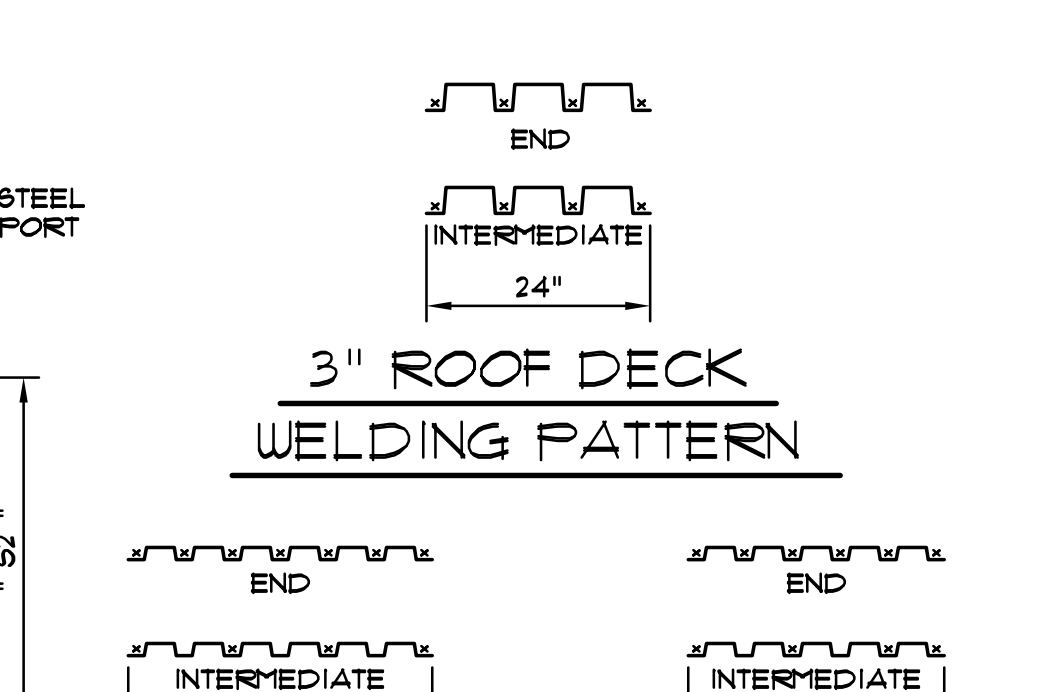 END
STEEL
PORT
INTERMEDIATE
24"
3" ROOF DECK
WELDING PATTERN
END
END
INTERMEDIATE
INTERMEDIATE